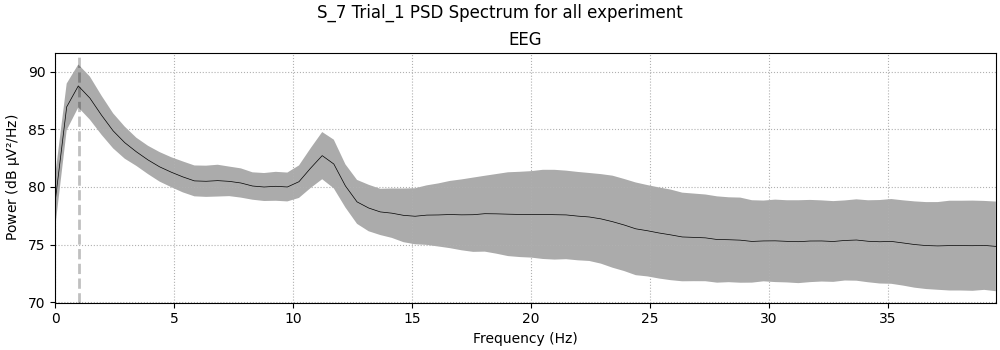 S_7 Trial_1 PSD Spectrum for all experiment
EEG
90
85
80
75
70
Power (dB µV²/Hz)
0 5 10 15 20 25 30 35
Frequency (Hz)